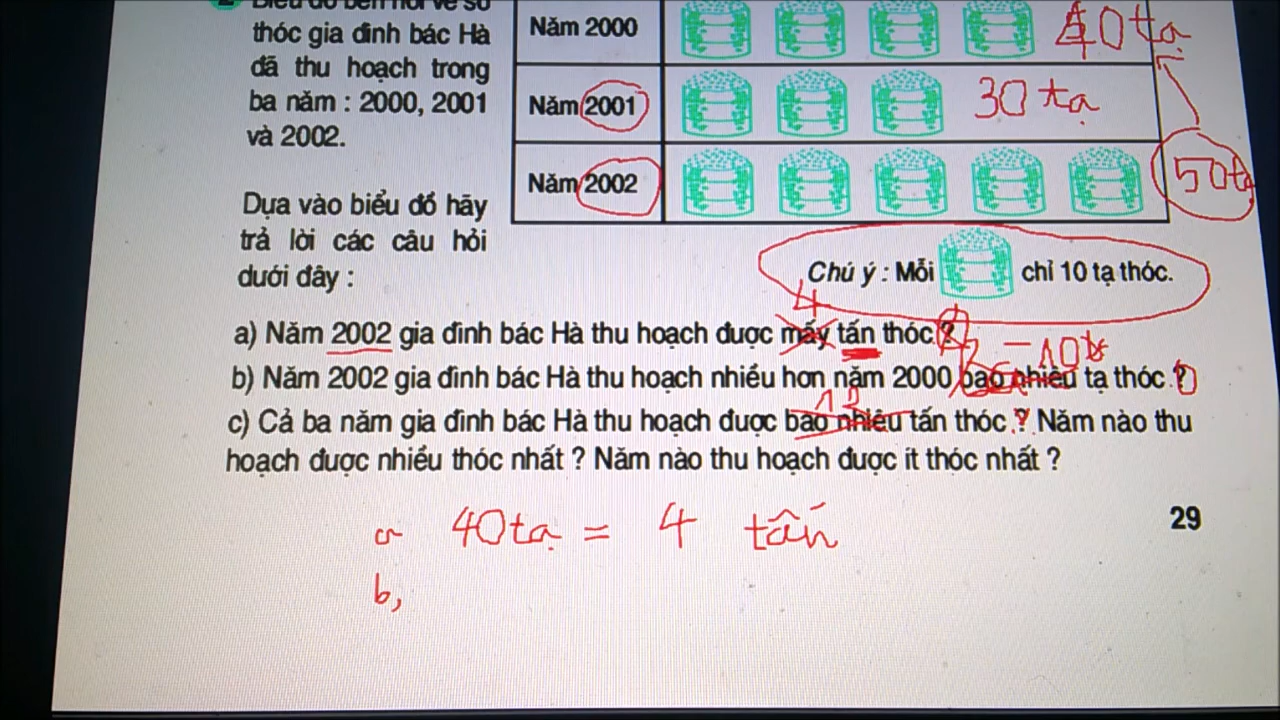 2 Biểu đồ bên nói về số
thóc gia đình bác Hà
đã thu hoạch trong
ba năm : 2000, 2001
và 2002.
Dựa vào biểu đồ hãy
trả lời các câu hỏi
dưới đây :
Năm 2000
40 tạ
Năm 2001
30 tạ
Năm 2002
50 tạ
Chú ý : Mỗi chỉ 10 tạ thóc.
4
a) Năm 2002 gia đình bác Hà thu hoạch được mấy tấn thóc ?
= 10 tạ
b) Năm 2002 gia đình bác Hà thu hoạch nhiều hơn năm 2000 bao nhiêu tạ thóc ?
12
c) Cả ba năm gia đình bác Hà thu hoạch được bao nhiêu tấn thóc ? Năm nào thu
hoạch được nhiều thóc nhất ? Năm nào thu hoạch được ít thóc nhất ?
29
a 40 tạ = 4 tấn
b,